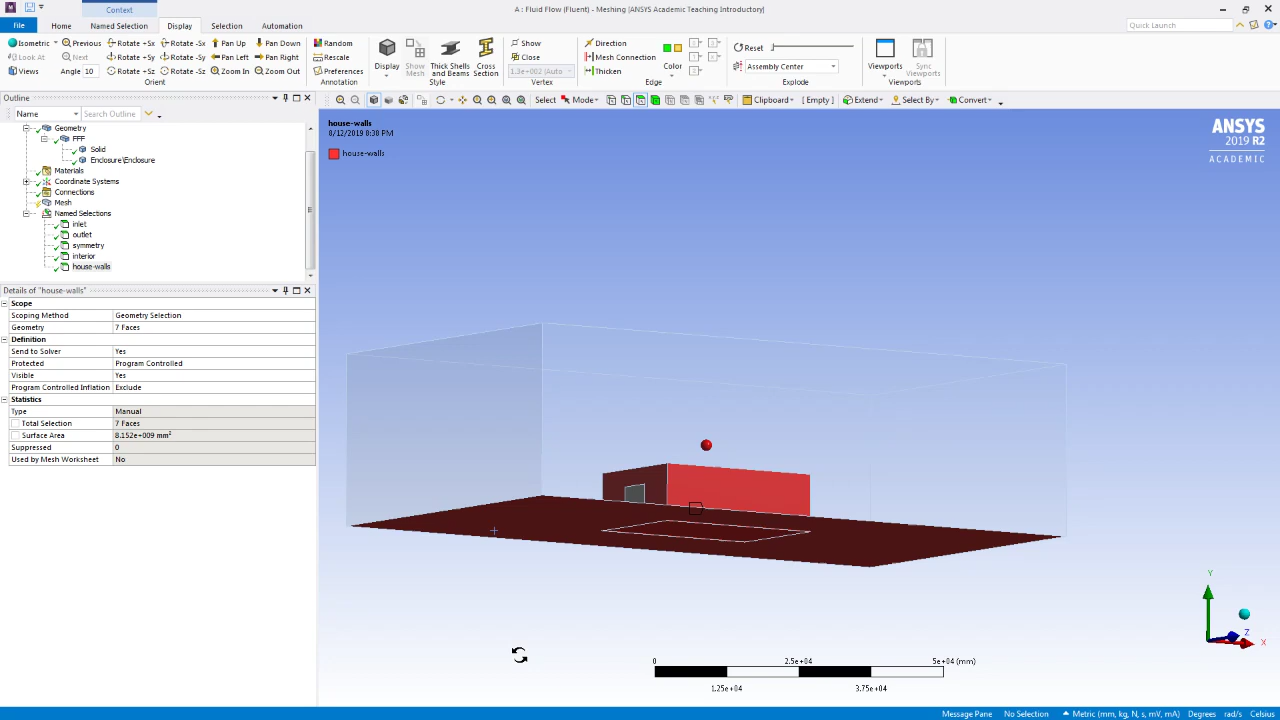 Context
A : Fluid Flow (Fluent) - Meshing [ANSYS Academic Teaching Introductory]
File Home Named Selection Display Selection Automation
Quick Launch
Isometric Previous Rotate +Sx Rotate -Sx Pan Up Pan Down
Look At Rotate +Sy Rotate -Sy Pan Left Pan Right
Views Angle 10 Rotate +Sz Rotate -Sz Zoom In Zoom Out
Orient
Random
Rescale
Preferences
Annotation
Display
Show Mesh
Thick Shells and Beams
Cross Section
Style
Show
Close
1.3e+002 (Auto
Vertex
Direction
Mesh Connection
Thicken
Color
Edge
Reset
Assembly Center
Explode
Viewports
Sync Viewports
Viewports
Outline
Name Search Outline
Select Mode Clipboard [ Empty ] Extend Select By Convert
Geometry
FFF
Solid
Enclosure\Enclosure
Materials
Coordinate Systems
Connections
Mesh
Named Selections
inlet
outlet
symmetry
interior
house-walls
Details of "house-walls"
Scope
Scoping Method Geometry Selection
Geometry 7 Faces
Definition
Send to Solver Yes
Protected Program Controlled
Visible Yes
Program Controlled Inflation Exclude
Statistics
Type Manual
Total Selection 7 Faces
Surface Area 8.152e+009 mm²
Suppressed 0
Used by Mesh Worksheet No
house-walls
8/12/2019 8:38 PM
house-walls
ANSYS
2019 R2
ACADEMIC
Y
Z
X
0 2.5e+04 5e+04 (mm)
1.25e+04 3.75e+04
Message Pane No Selection Metric (mm, kg, N, s, mV, mA) Degrees rad/s Celsius